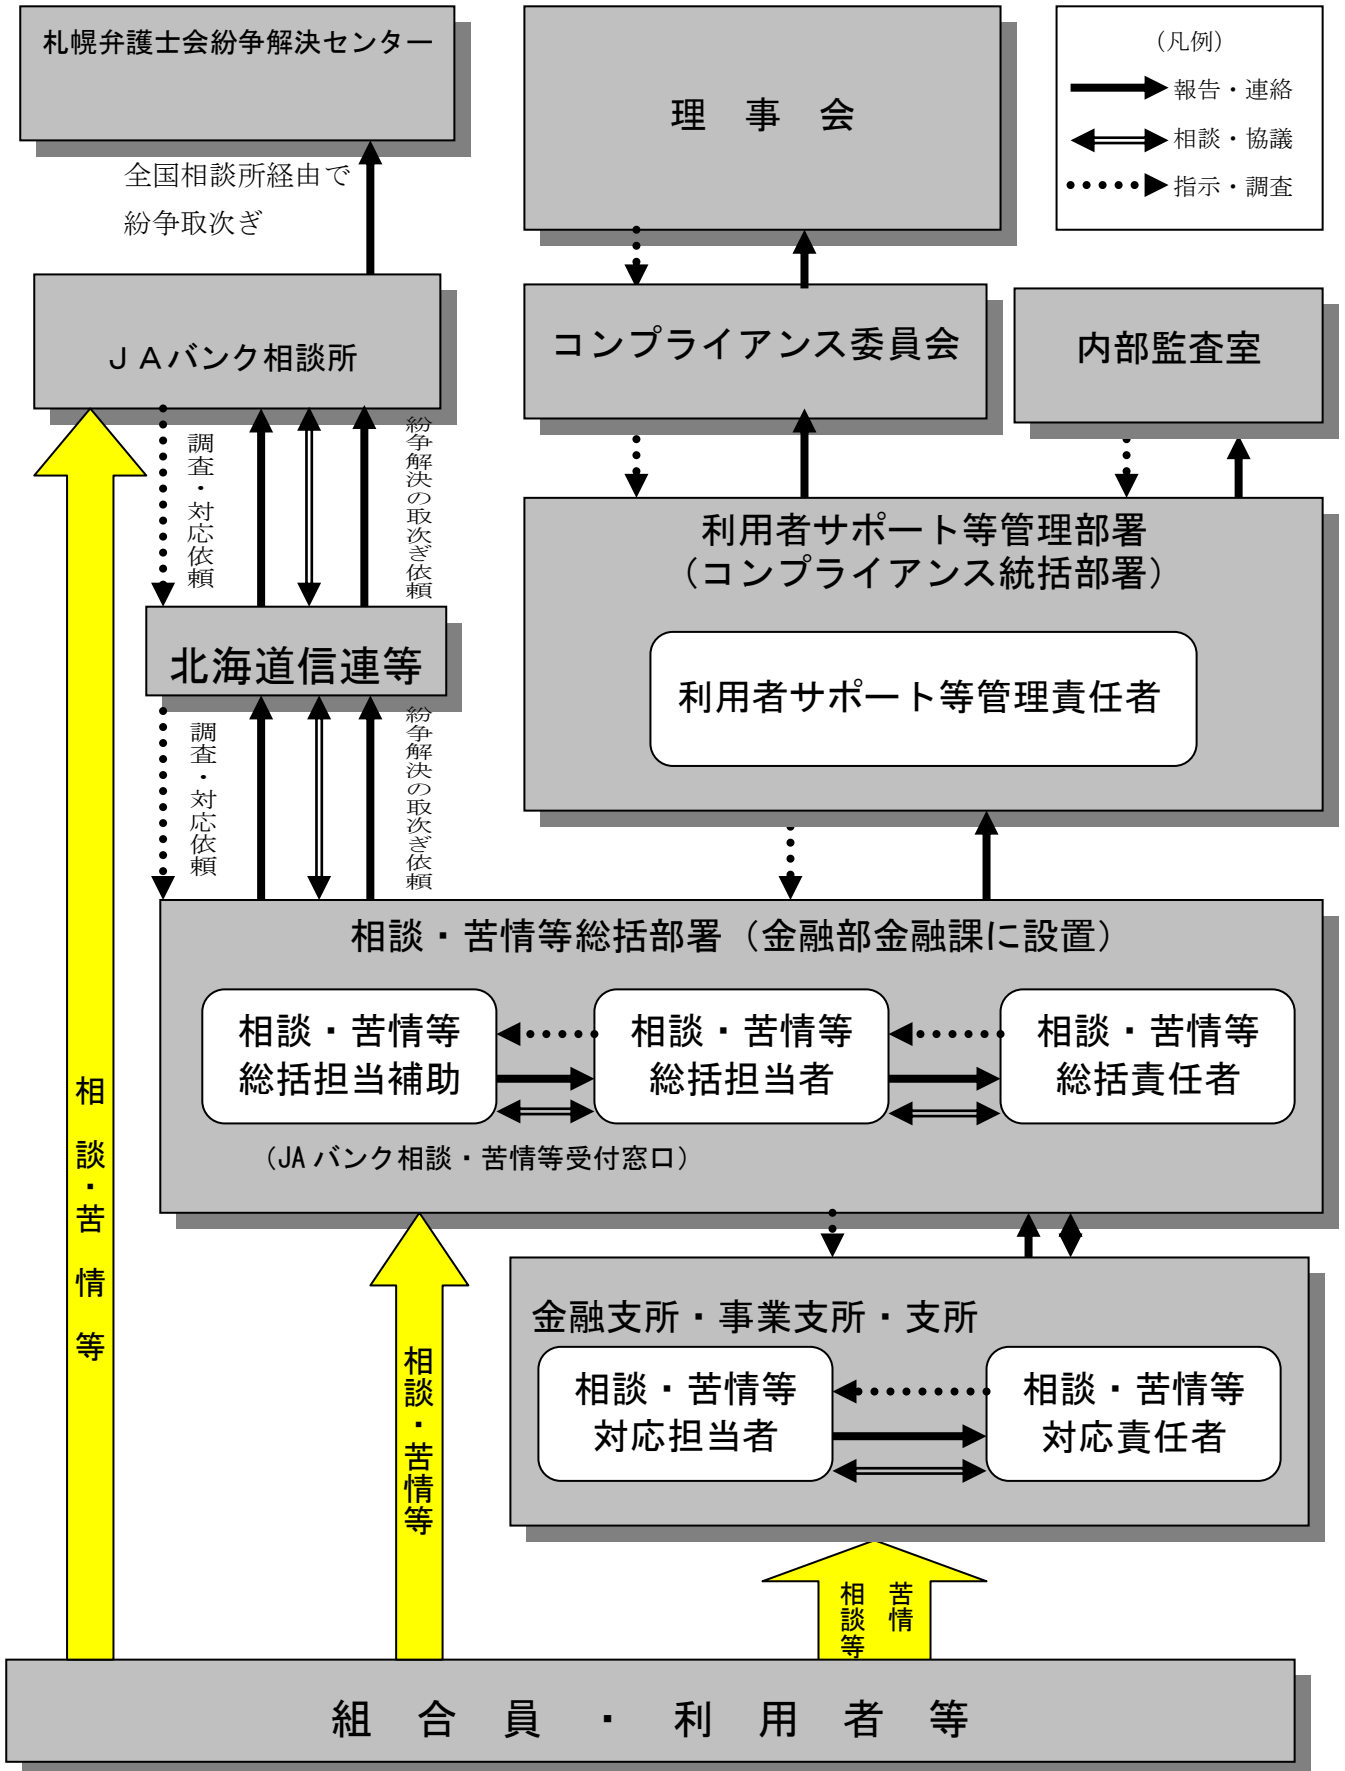 札幌弁護士会紛争解決センター
理　事　会
（凡例）
報告・連絡
相談・協議
指示・調査
全国相談所経由で
紛争取次ぎ
ＪＡバンク相談所
コンプライアンス委員会
内部監査室
調査・対応依頼
紛争解決の取次ぎ依頼
利用者サポート等管理部署
（コンプライアンス統括部署）
利用者サポート等管理責任者
北海道信連等
調査・対応依頼
紛争解決の取次ぎ依頼
相談・苦情等総括部署（金融部金融課に設置）
相談・苦情等
総括担当補助
相談・苦情等
総括担当者
相談・苦情等
総括責任者
（JAバンク相談・苦情等受付窓口）
相談・苦情等
相談・苦情等
金融支所・事業支所・支所
相談・苦情等
対応担当者
相談・苦情等
対応責任者
苦情
相談等
組　合　員　・　利　用　者　等